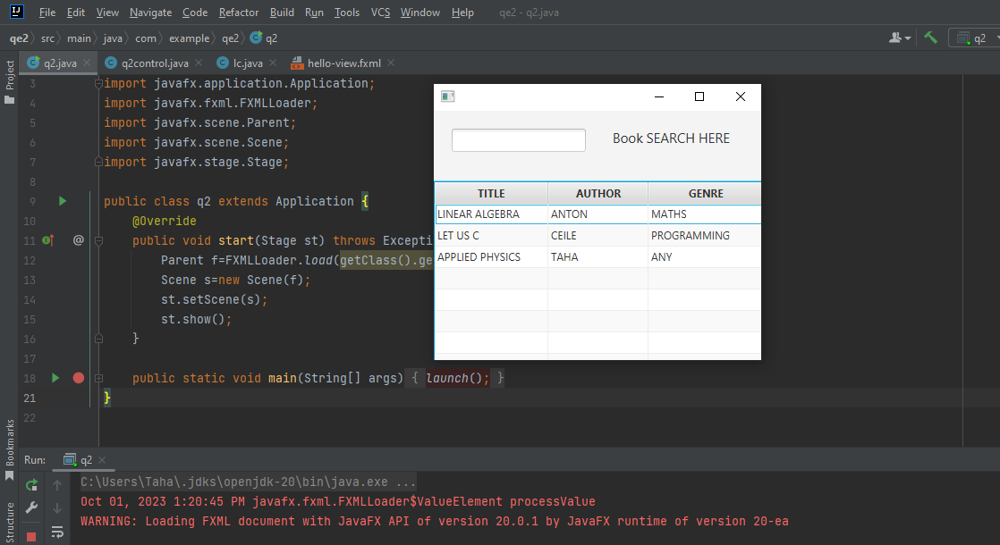 IJ File Edit View Navigate Code Refactor Build Run Tools VCS Window Help qe2 - q2.java
qe2 src main java com example qe2 C q2
q2
Project
C q2.java C q2control.java C lc.java hello-view.fxml
3 import javafx.application.Application;
4 import javafx.fxml.FXMLLoader;
5 import javafx.scene.Parent;
6 import javafx.scene.Scene;
7 import javafx.stage.Stage;
8
9 public class q2 extends Application {
10 @Override
11 @ public void start(Stage st) throws Excepti
12 Parent f=FXMLLoader.load(getClass().ge
13 Scene s=new Scene(f);
14 st.setScene(s);
15 st.show();
16 }
17
18 public static void main(String[] args) { launch(); }
21 }
22
Book SEARCH HERE
TITLE AUTHOR GENRE
LINEAR ALGEBRA ANTON MATHS
LET US C CEILE PROGRAMMING
APPLIED PHYSICS TAHA ANY
Bookmarks
Structure
Run: q2
C:\Users\Taha\.jdks\openjdk-20\bin\java.exe ...
Oct 01, 2023 1:20:45 PM javafx.fxml.FXMLLoader$ValueElement processValue
WARNING: Loading FXML document with JavaFX API of version 20.0.1 by JavaFX runtime of version 20-ea